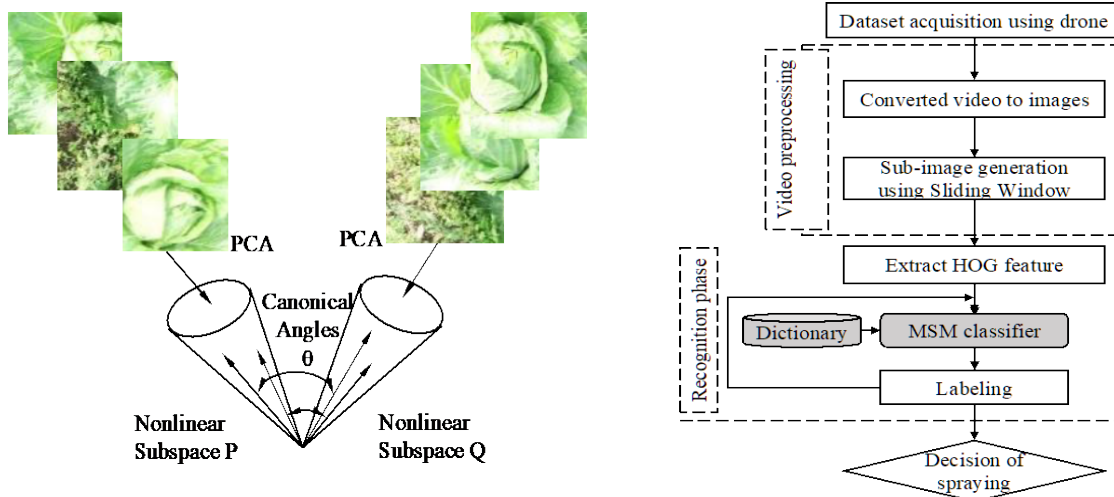 PCA
PCA
Canonical
Angles
θ
Nonlinear
Subspace P
Nonlinear
Subspace Q
Dataset acquisition using drone
Video preprocessing
Converted video to images
Sub-image generation
using Sliding Window
Recognition phase
Extract HOG feature
Dictionary
MSM classifier
Labeling
Decision of
spraying